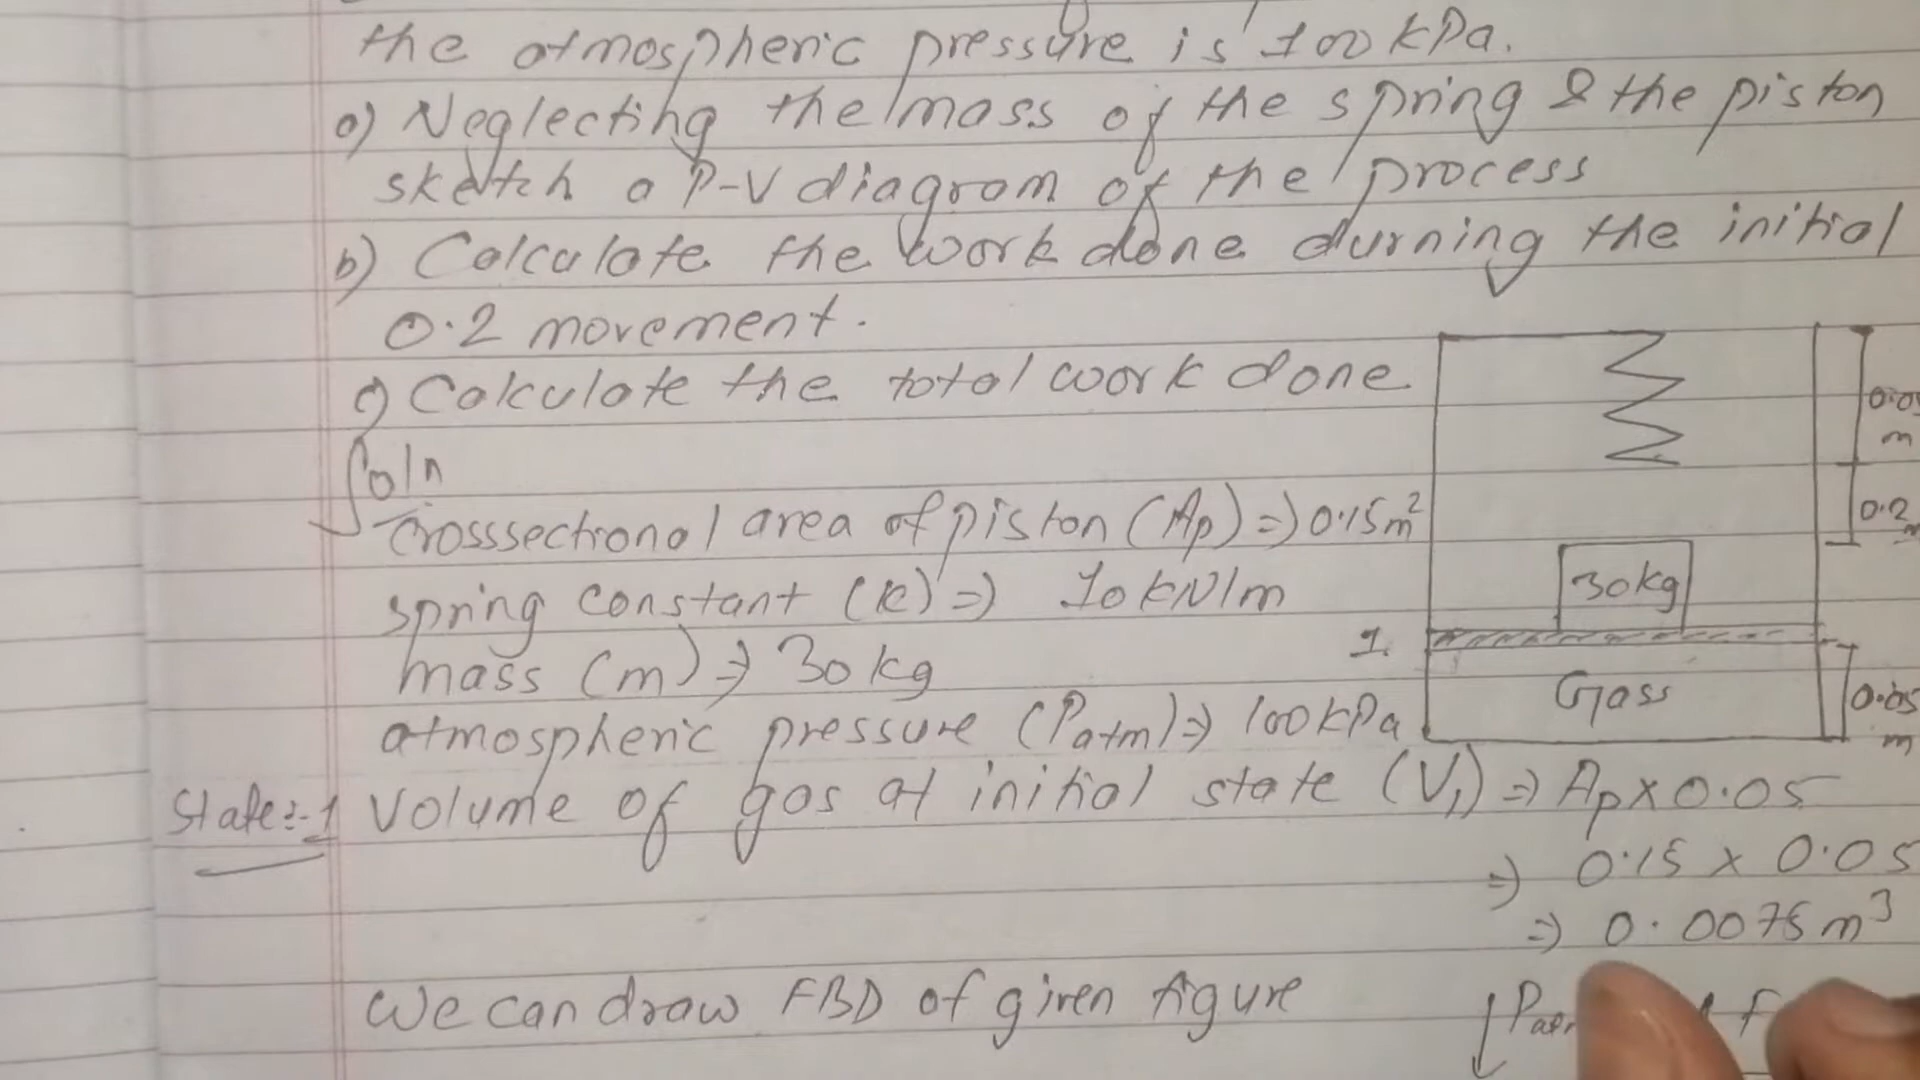 the atmospheric pressure is 100 kPa.
a) Neglecting the mass of the spring & the piston
sketch a P-V diagram of the process
b) Calculate the work done durning the initial
0.2 movement.
c) Calculate the total work done
Soln
Crosssectional area of piston (Ap) => 0.15m²
spring constant (k) => 10 kN/m
mass (m) => 30 kg
atmospheric pressure (Patm) => 100 kPa
State:-1 Volume of gas at initial state (V1) => Ap x 0.05
=> 0.15 x 0.05
=> 0.0075 m³
We can draw FBD of given figure
0.05
m
0.2
m
30kg
1.
Gass
0.05
m